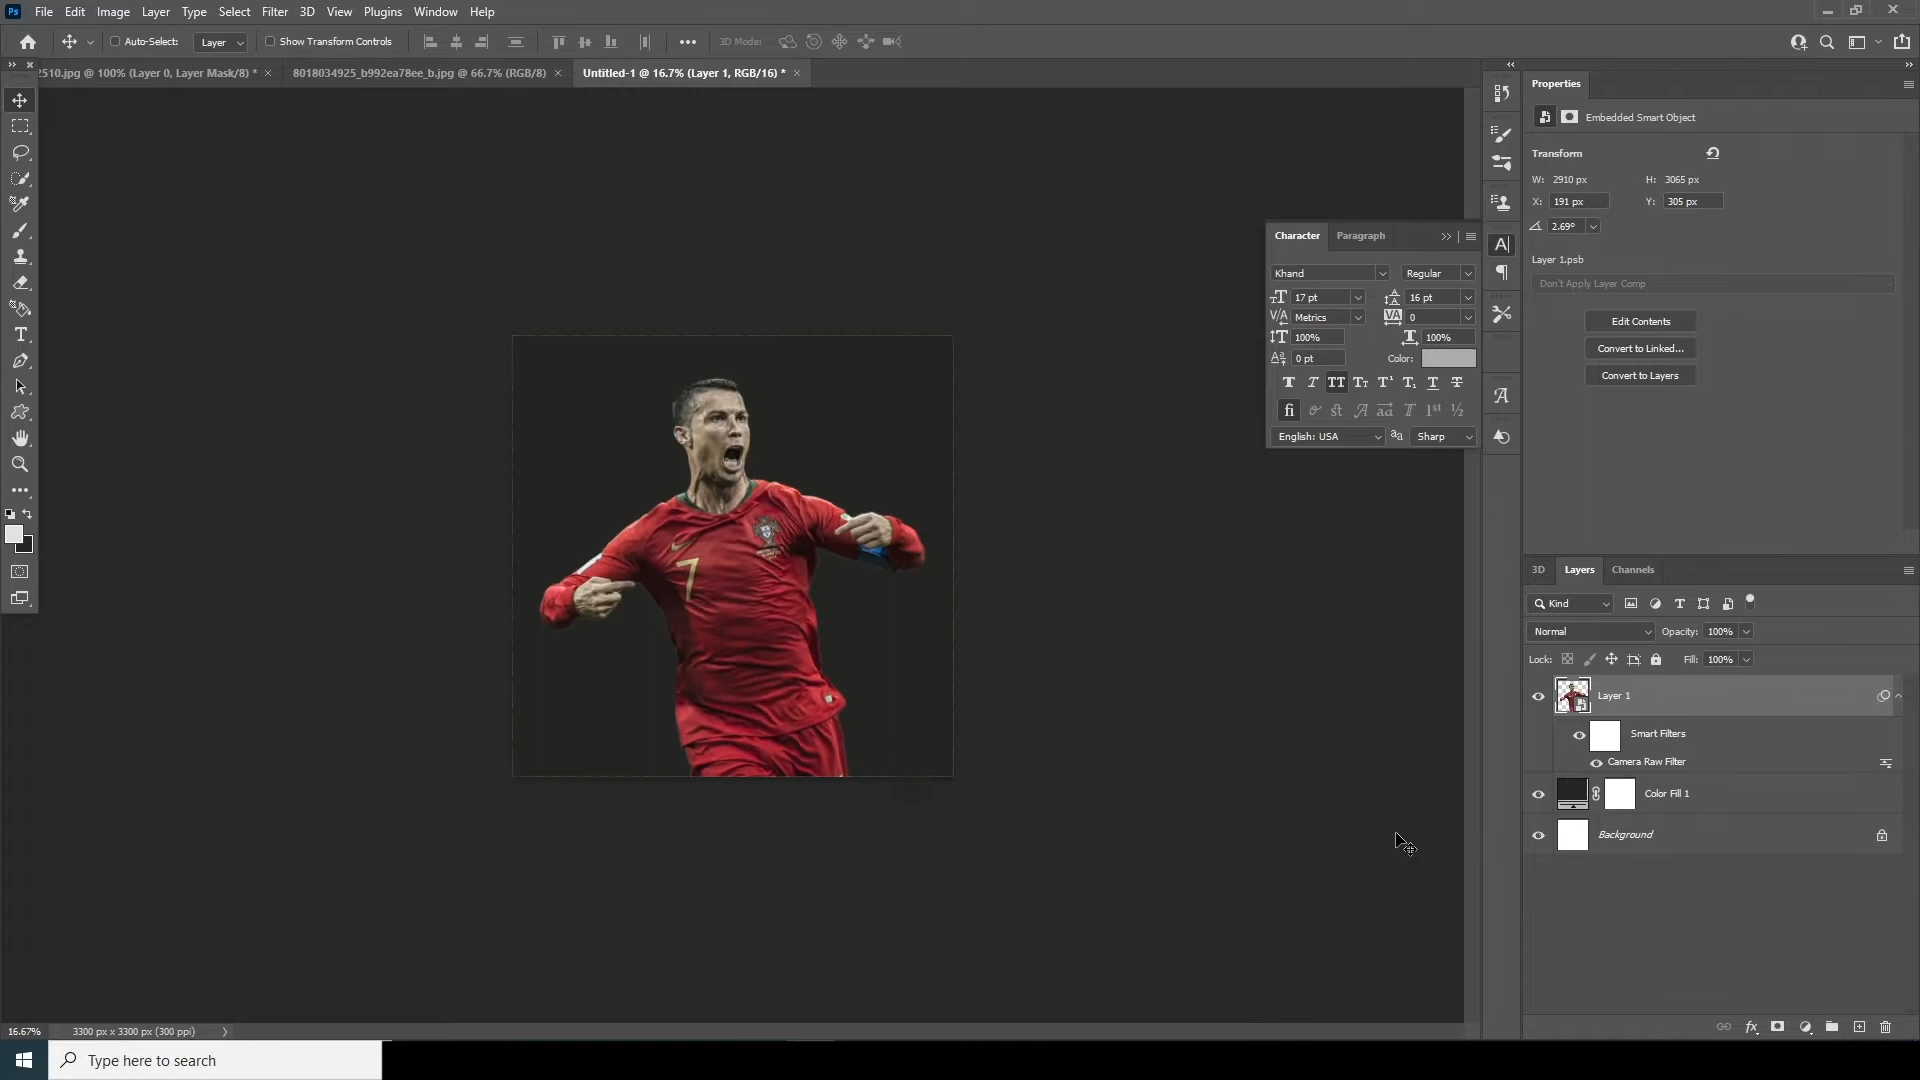 Ps File Edit Image Layer Type Select Filter 3D View Plugins Window Help
Auto-Select: Layer Show Transform Controls 3D Mode:
2510.jpg @ 100% (Layer 0, Layer Mask/8) * 8018034925_b992ea78ee_b.jpg @ 66.7% (RGB/8) Untitled-1 @ 16.7% (Layer 1, RGB/16) *
Properties
Embedded Smart Object
Transform
W: 2910 px H: 3065 px
X: 191 px Y: 305 px
2.69°
Layer 1.psb
Don't Apply Layer Comp
Edit Contents
Convert to Linked...
Convert to Layers
Character Paragraph
Khand Regular
17 pt 16 pt
Metrics 0
100% 100%
0 pt Color:
English: USA Sharp
7
3D Layers Channels
Kind
Normal Opacity: 100%
Lock: Fill: 100%
Layer 1
Smart Filters
Camera Raw Filter
Color Fill 1
Background
16.67% 3300 px x 3300 px (300 ppi)
Type here to search